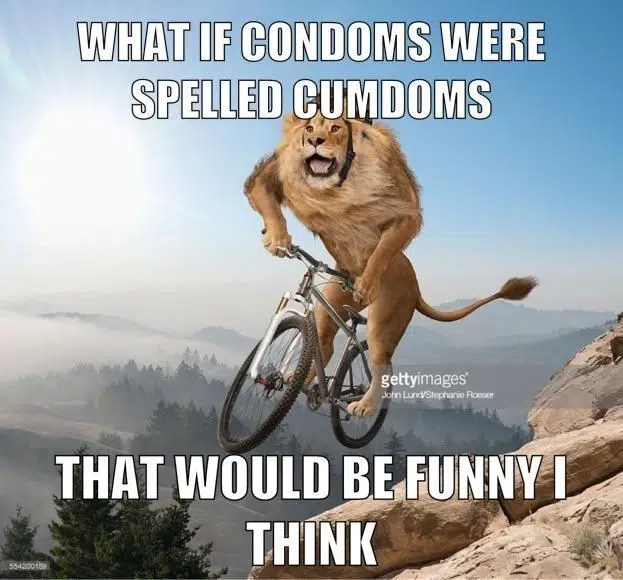 WHAT IF CONDOMS WERE
SPELLED CUMDOMS
gettyimages®
John Lund/Stephanie Roeser
THAT WOULD BE FUNNY I
THINK
554200159